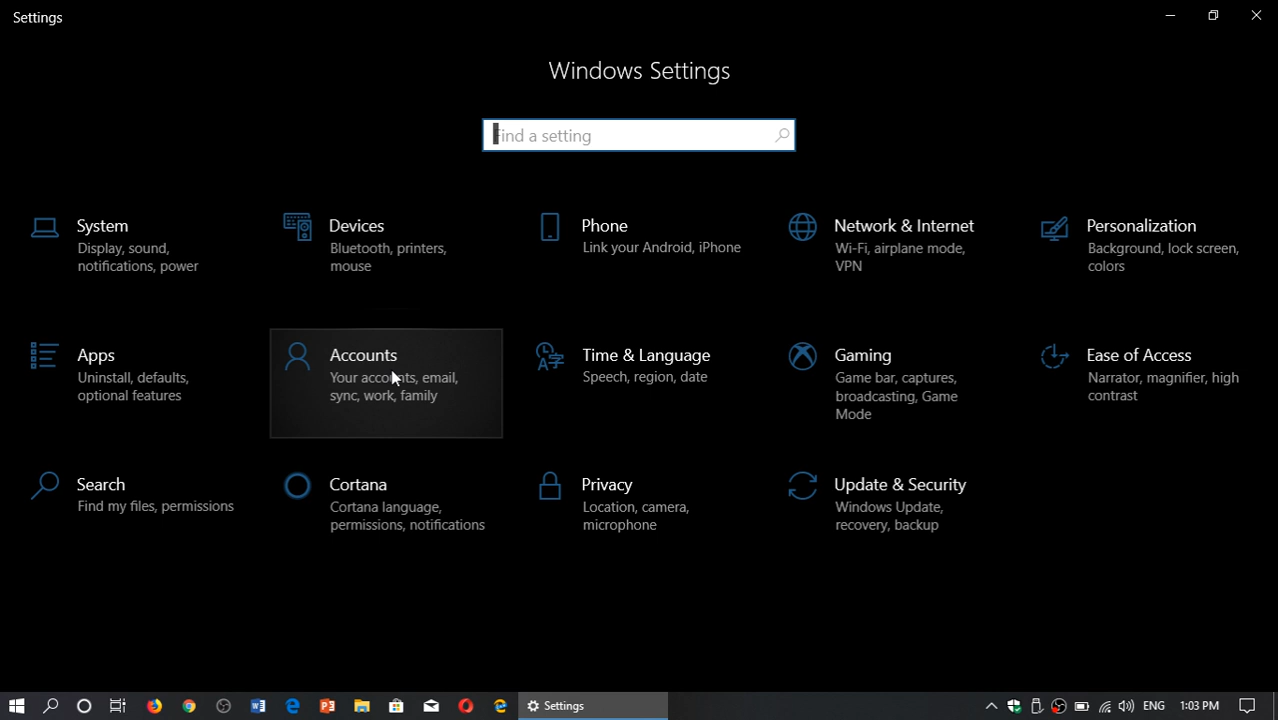 Settings
Windows Settings
Find a setting
System
Display, sound,
notifications, power
Devices
Bluetooth, printers,
mouse
Phone
Link your Android, iPhone
Network & Internet
Wi-Fi, airplane mode,
VPN
Personalization
Background, lock screen,
colors
Apps
Uninstall, defaults,
optional features
Accounts
Your accounts, email,
sync, work, family
Time & Language
Speech, region, date
Gaming
Game bar, captures,
broadcasting, Game
Mode
Ease of Access
Narrator, magnifier, high
contrast
Search
Find my files, permissions
Cortana
Cortana language,
permissions, notifications
Privacy
Location, camera,
microphone
Update & Security
Windows Update,
recovery, backup
Settings
ENG
1:03 PM